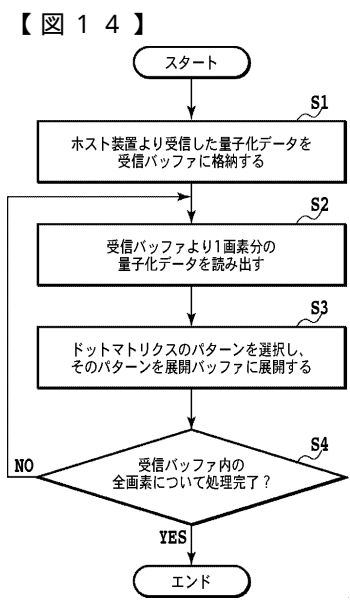 【図１４】
スタート
S1
ホスト装置より受信した量子化データを
受信バッファに格納する
S2
受信バッファより1画素分の
量子化データを読み出す
S3
ドットマトリクスのパターンを選択し、
そのパターンを展開バッファに展開する
S4
受信バッファ内の
全画素について処理完了？
NO
YES
エンド